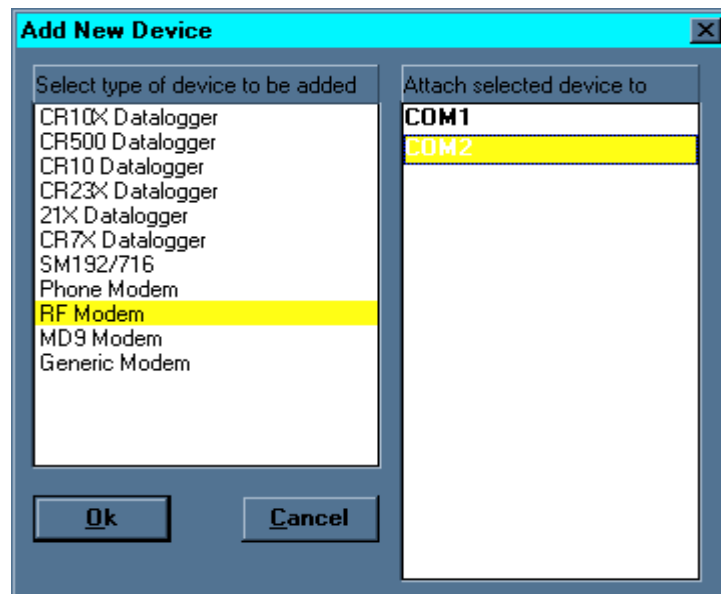 Add New Device
Select type of device to be added
CR10X Datalogger
CR500 Datalogger
CR10 Datalogger
CR23X Datalogger
21X Datalogger
CR7X Datalogger
SM192/716
Phone Modem
RF Modem
MD9 Modem
Generic Modem
Attach selected device to
COM1
COM2
Ok
Cancel